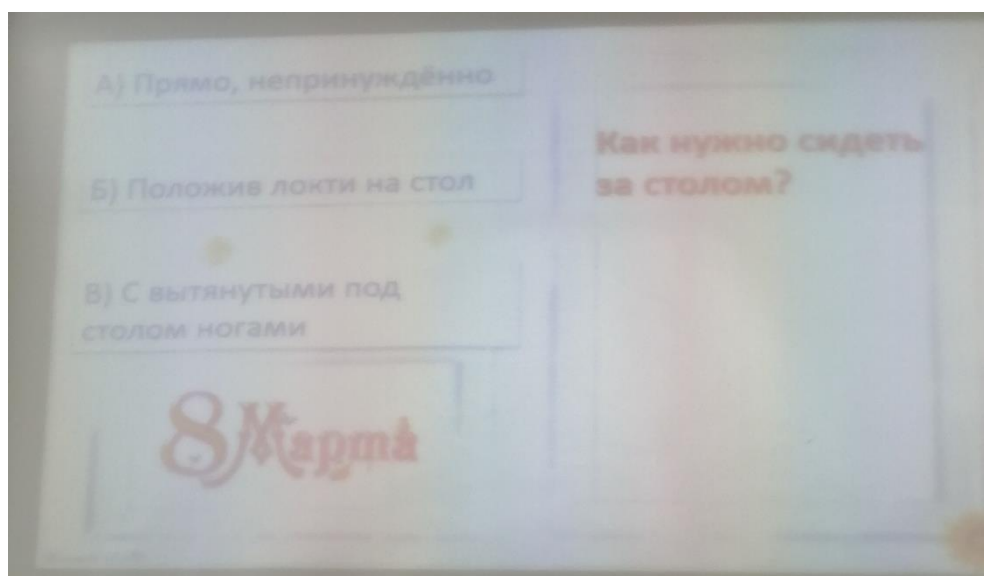 А) Прямо, непринуждённо
Б) Положив локти на стол
В) С вытянутыми под
столом ногами
8 Марта
Как нужно сидеть
за столом?